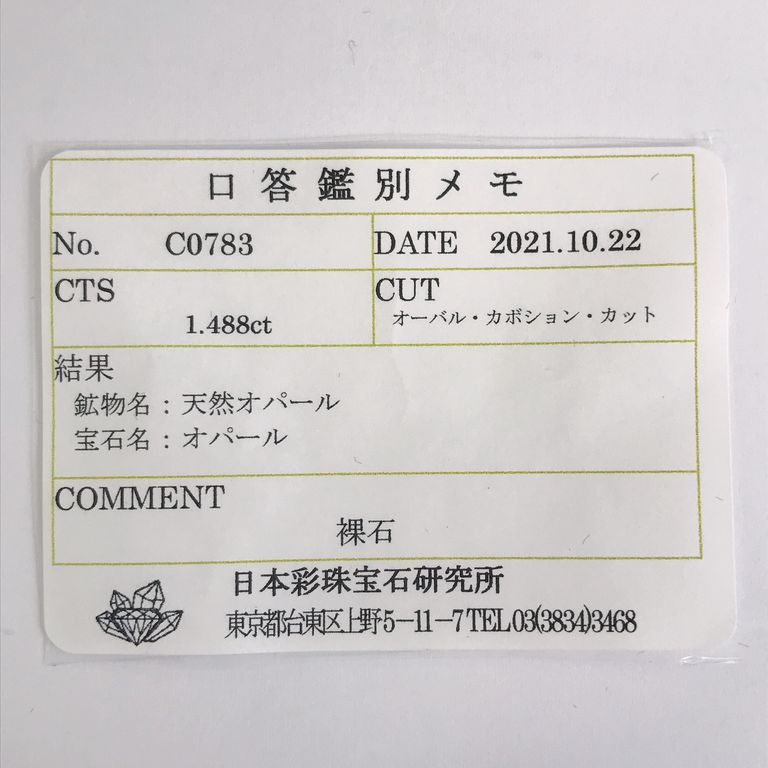 口答鑑別メモ
No. C0783 DATE 2021.10.22
CTS CUT
1.488ct オーバル・カボション・カット
結果
鉱物名：天然オパール
宝石名：オパール
COMMENT
裸石
日本彩珠宝石研究所
東京都台東区上野5-11-7 TEL 03(3834)3468